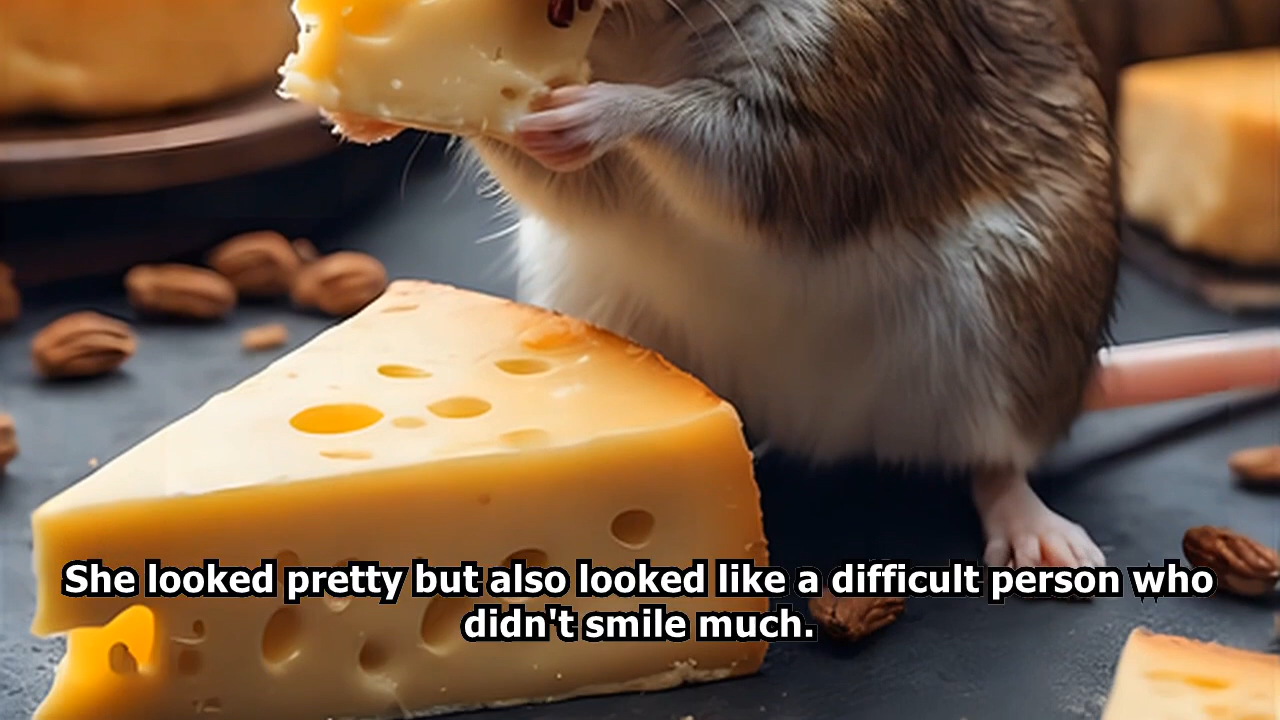 She looked pretty but also looked like a difficult person who
didn't smile much.